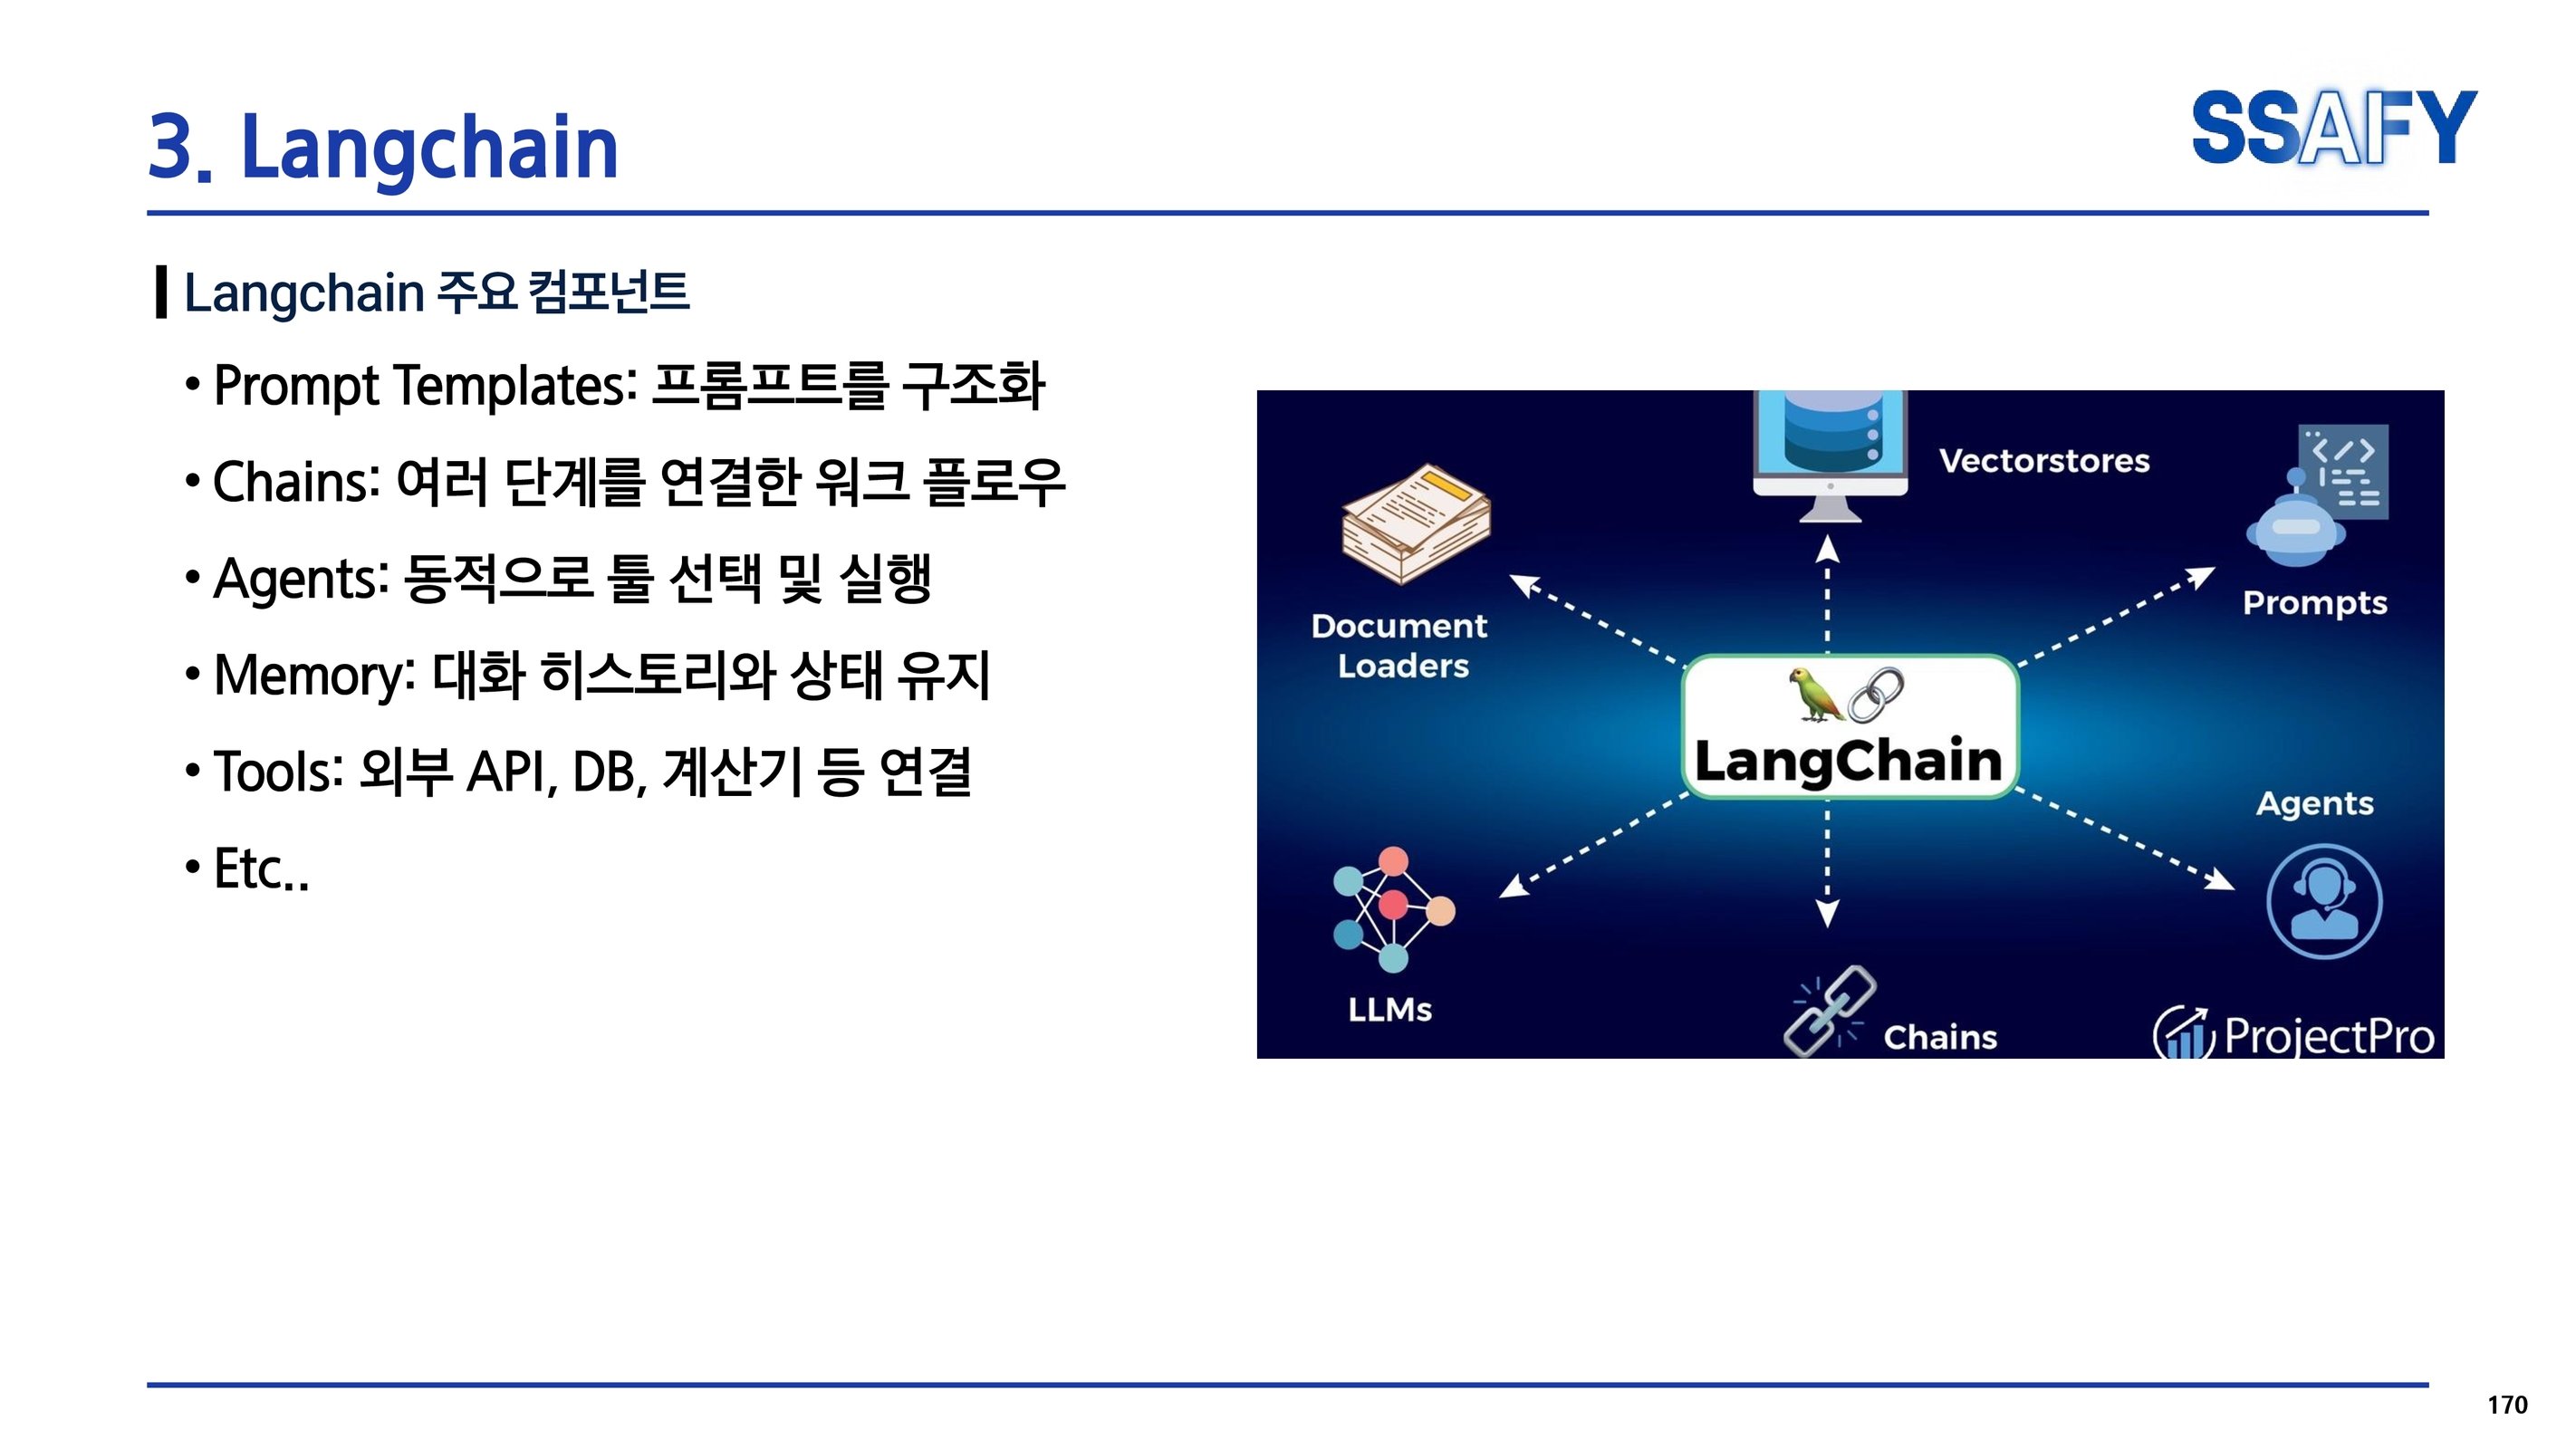 3. Langchain
SSAFY
Langchain 주요 컴포넌트
• Prompt Templates: 프롬프트를 구조화
• Chains: 여러 단계를 연결한 워크 플로우
• Agents: 동적으로 툴 선택 및 실행
• Memory: 대화 히스토리와 상태 유지
• Tools: 외부 API, DB, 계산기 등 연결
• Etc..
Vectorstores
Document
Loaders
Prompts
LangChain
Agents
LLMs
Chains
ProjectPro
170